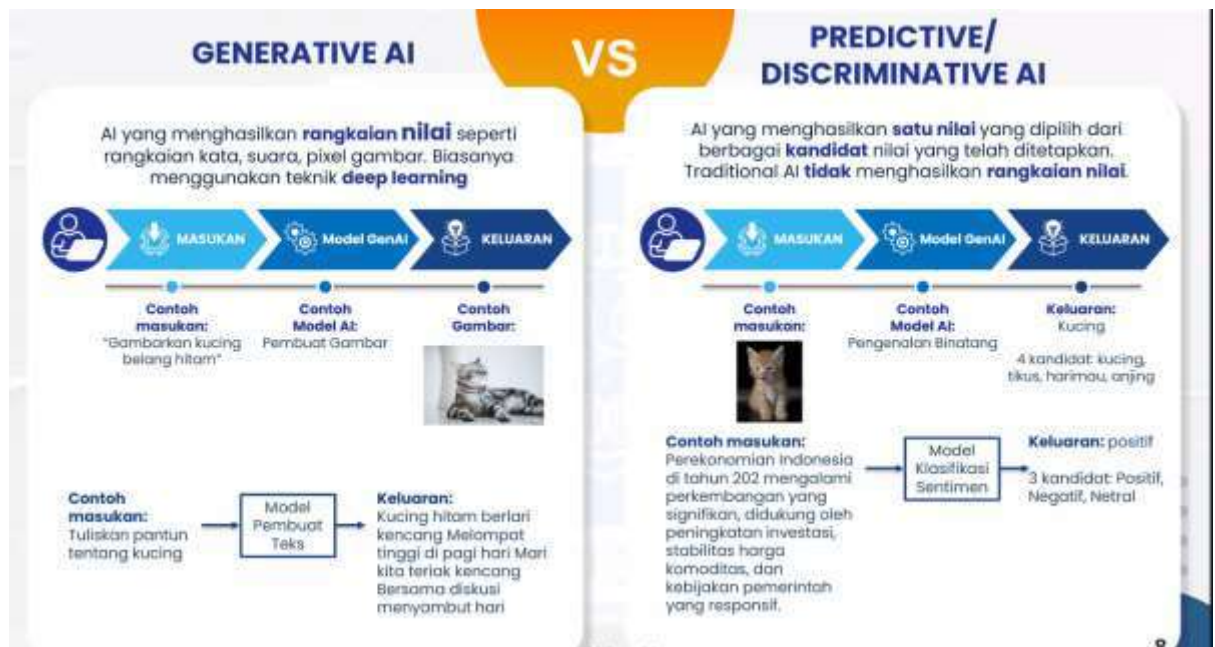 GENERATIVE AI
VS
PREDICTIVE/
DISCRIMINATIVE AI
AI yang menghasilkan rangkaian nilai seperti
rangkaian kata, suara, pixel gambar. Biasanya
menggunakan teknik deep learning
MASUKAN
Model GenAI
KELUARAN
Contoh
masukan:
"Gambarkan kucing
belang hitam"
Contoh
Model AI:
Pembuat Gambar
Contoh
Gambar:
Contoh
masukan:
Tuliskan pantun
tentang kucing
Model
Pembuat
Teks
Keluaran:
Kucing hitam berlari
kencang Melompat
tinggi di pagi hari Mari
kita teriak kencang
Bersama diskusi
menyambut hari
AI yang menghasilkan satu nilai yang dipilih dari
berbagai kandidat nilai yang telah ditetapkan.
Traditional AI tidak menghasilkan rangkaian nilai.
MASUKAN
Model GenAI
KELUARAN
Contoh
masukan:
Contoh
Model AI:
Pengenalan Binatang
Keluaran:
Kucing
4 kandidat: kucing,
tikus, harimau, anjing
Contoh masukan:
Perekonomian Indonesia
di tahun 202 mengalami
perkembangan yang
signifikan, didukung oleh
peningkatan investasi,
stabilitas harga
komoditas, dan
kebijakan pemerintah
yang responsif.
Model
Klasifikasi
Sentimen
Keluaran: positif
3 kandidat: Positif,
Negatif, Netral
8